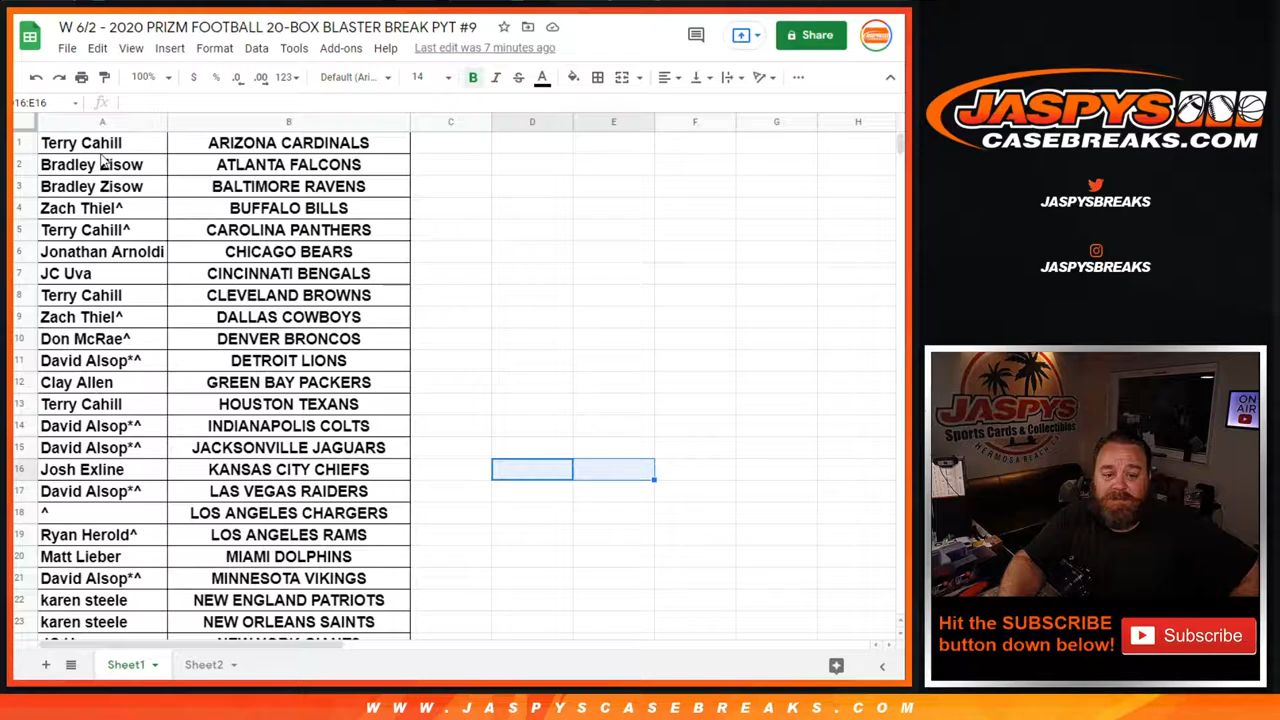 W 6/2 - 2020 PRIZM FOOTBALL 20-BOX BLASTER BREAK PYT #9
File Edit View Insert Format Data Tools Add-ons Help Last edit was 7 minutes ago
Share
100% $ % .0 .00 123 Default (Ari... 14 B I S A
16:E16 fx
A B C D E F G H
1 Terry Cahill ARIZONA CARDINALS
2 Bradley Zisow ATLANTA FALCONS
3 Bradley Zisow BALTIMORE RAVENS
4 Zach Thiel^ BUFFALO BILLS
5 Terry Cahill^ CAROLINA PANTHERS
6 Jonathan Arnoldi CHICAGO BEARS
7 JC Uva CINCINNATI BENGALS
8 Terry Cahill CLEVELAND BROWNS
9 Zach Thiel^ DALLAS COWBOYS
10 Don McRae^ DENVER BRONCOS
11 David Alsop*^ DETROIT LIONS
12 Clay Allen GREEN BAY PACKERS
13 Terry Cahill HOUSTON TEXANS
14 David Alsop*^ INDIANAPOLIS COLTS
15 David Alsop*^ JACKSONVILLE JAGUARS
16 Josh Exline KANSAS CITY CHIEFS
17 David Alsop*^ LAS VEGAS RAIDERS
18 ^ LOS ANGELES CHARGERS
19 Ryan Herold^ LOS ANGELES RAMS
20 Matt Lieber MIAMI DOLPHINS
21 David Alsop*^ MINNESOTA VIKINGS
22 karen steele NEW ENGLAND PATRIOTS
23 karen steele NEW ORLEANS SAINTS
Sheet1 Sheet2
JASPYS
CASEBREAKS.COM
JASPYSBREAKS
JASPYSBREAKS
JASPYS
Sports Cards & Collectibles
HERMOSA BEACH
ON
AIR
Hit the SUBSCRIBE
button down below!
Subscribe
WWW.JASPYSCASEBREAKS.COM